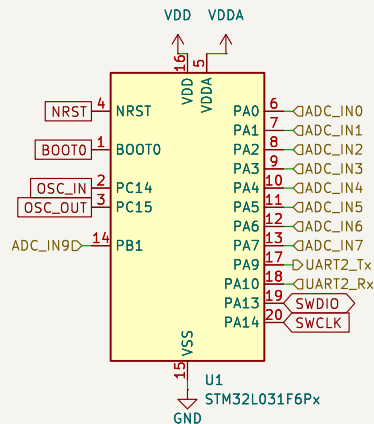 VDD VDDA
16 5
VDD VDDA
NRST 4 NRST PA0 6 ADC_IN0
PA1 7 ADC_IN1
BOOT0 1 BOOT0 PA2 8 ADC_IN2
PA3 9 ADC_IN3
OSC_IN 2 PC14 PA4 10 ADC_IN4
OSC_OUT 3 PC15 PA5 11 ADC_IN5
PA6 12 ADC_IN6
ADC_IN9 14 PB1 PA7 13 ADC_IN7
PA9 17 UART2_Tx
PA10 18 UART2_Rx
PA13 19 SWDIO
PA14 20 SWCLK
VSS
15
U1
STM32L031F6Px
GND